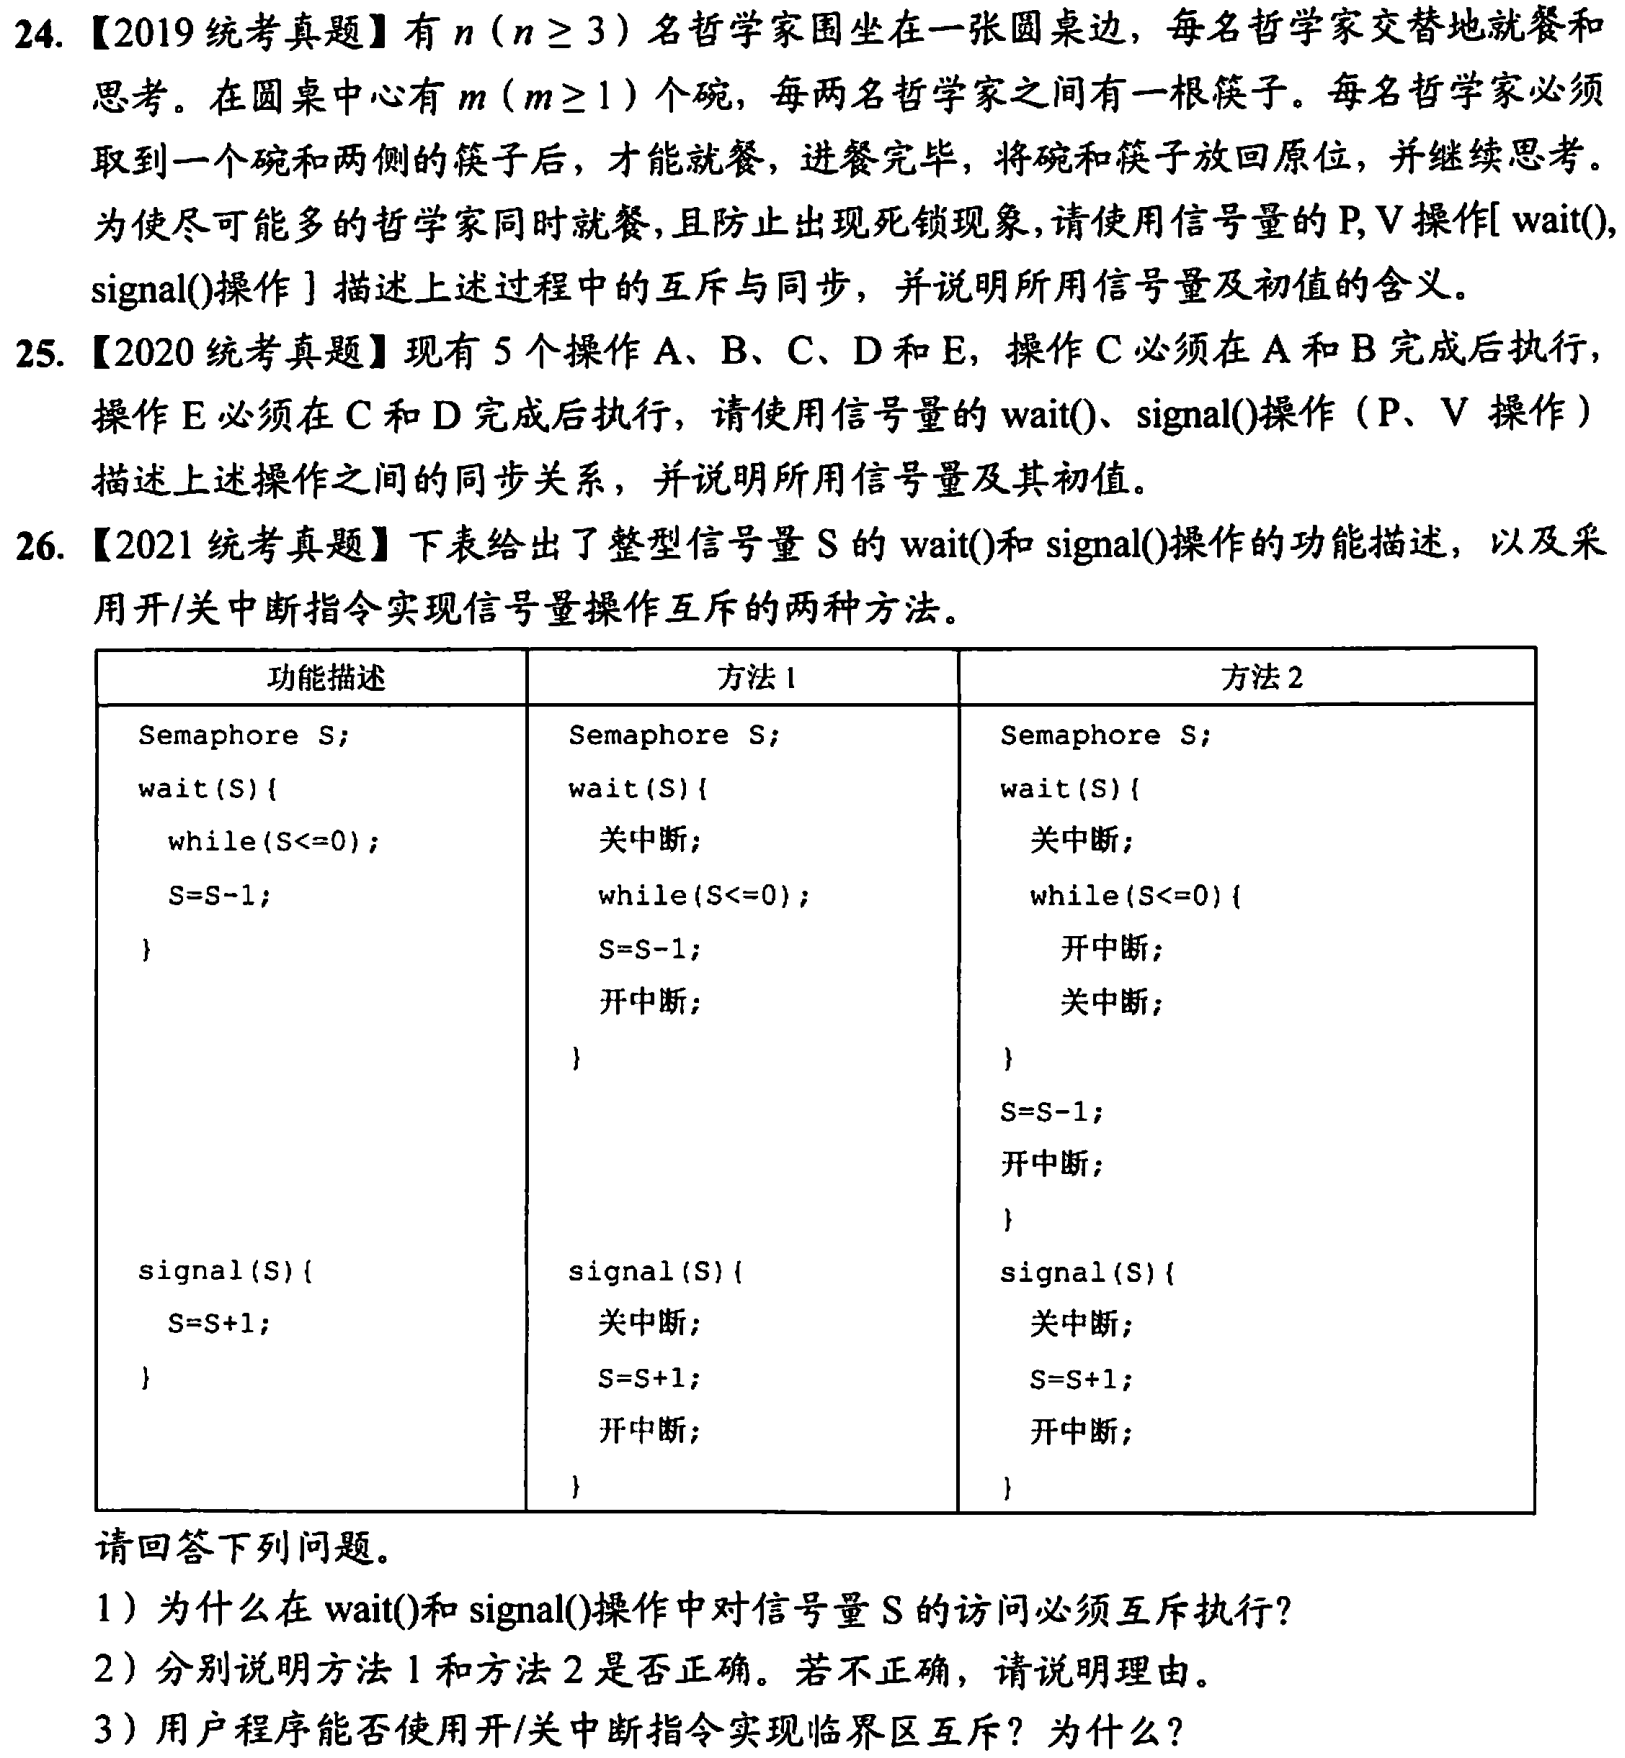 24.【2019 统考真题】有 n（n ≥ 3）名哲学家围坐在一张圆桌边，每名哲学家交替地就餐和
思考。在圆桌中心有 m（m ≥ 1）个碗，每两名哲学家之间有一根筷子。每名哲学家必须
取到一个碗和两侧的筷子后，才能就餐，进餐完毕，将碗和筷子放回原位，并继续思考。
为使尽可能多的哲学家同时就餐，且防止出现死锁现象，请使用信号量的 P, V 操作[ wait(),
signal()操作 ] 描述上述过程中的互斥与同步，并说明所用信号量及初值的含义。
25.【2020 统考真题】现有 5 个操作 A、B、C、D 和 E，操作 C 必须在 A 和 B 完成后执行，
操作 E 必须在 C 和 D 完成后执行，请使用信号量的 wait()、signal()操作（P、V 操作）
描述上述操作之间的同步关系，并说明所用信号量及其初值。
26.【2021 统考真题】下表给出了整型信号量 S 的 wait()和 signal()操作的功能描述，以及采
用开/关中断指令实现信号量操作互斥的两种方法。
功能描述 方法 1 方法 2
Semaphore S; Semaphore S; Semaphore S;
wait(S){ wait(S){ wait(S){
while(S<=0); 关中断; 关中断;
S=S-1; while(S<=0); while(S<=0){
} S=S-1; 开中断;
开中断; 关中断;
} }
S=S-1;
开中断;
}
signal(S){ signal(S){ signal(S){
S=S+1; 关中断; 关中断;
} S=S+1; S=S+1;
开中断; 开中断;
} }
请回答下列问题。
1）为什么在 wait()和 signal()操作中对信号量 S 的访问必须互斥执行？
2）分别说明方法 1 和方法 2 是否正确。若不正确，请说明理由。
3）用户程序能否使用开/关中断指令实现临界区互斥？为什么？